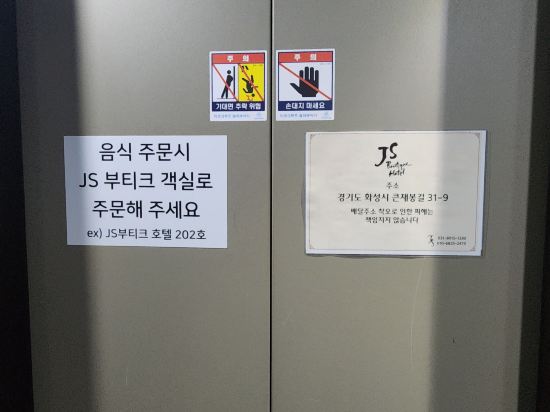 주 의
기대면 추락 위험
주 의
손대지 마세요
음식 주문시
JS 부티크 객실로
주문해 주세요
ex) JS부티크 호텔 202호
JS
Boutique
Hotel
주소
경기도 화성시 큰재봉길 31-9
배달주소 착오로 인한 피해는
책임지지 않습니다